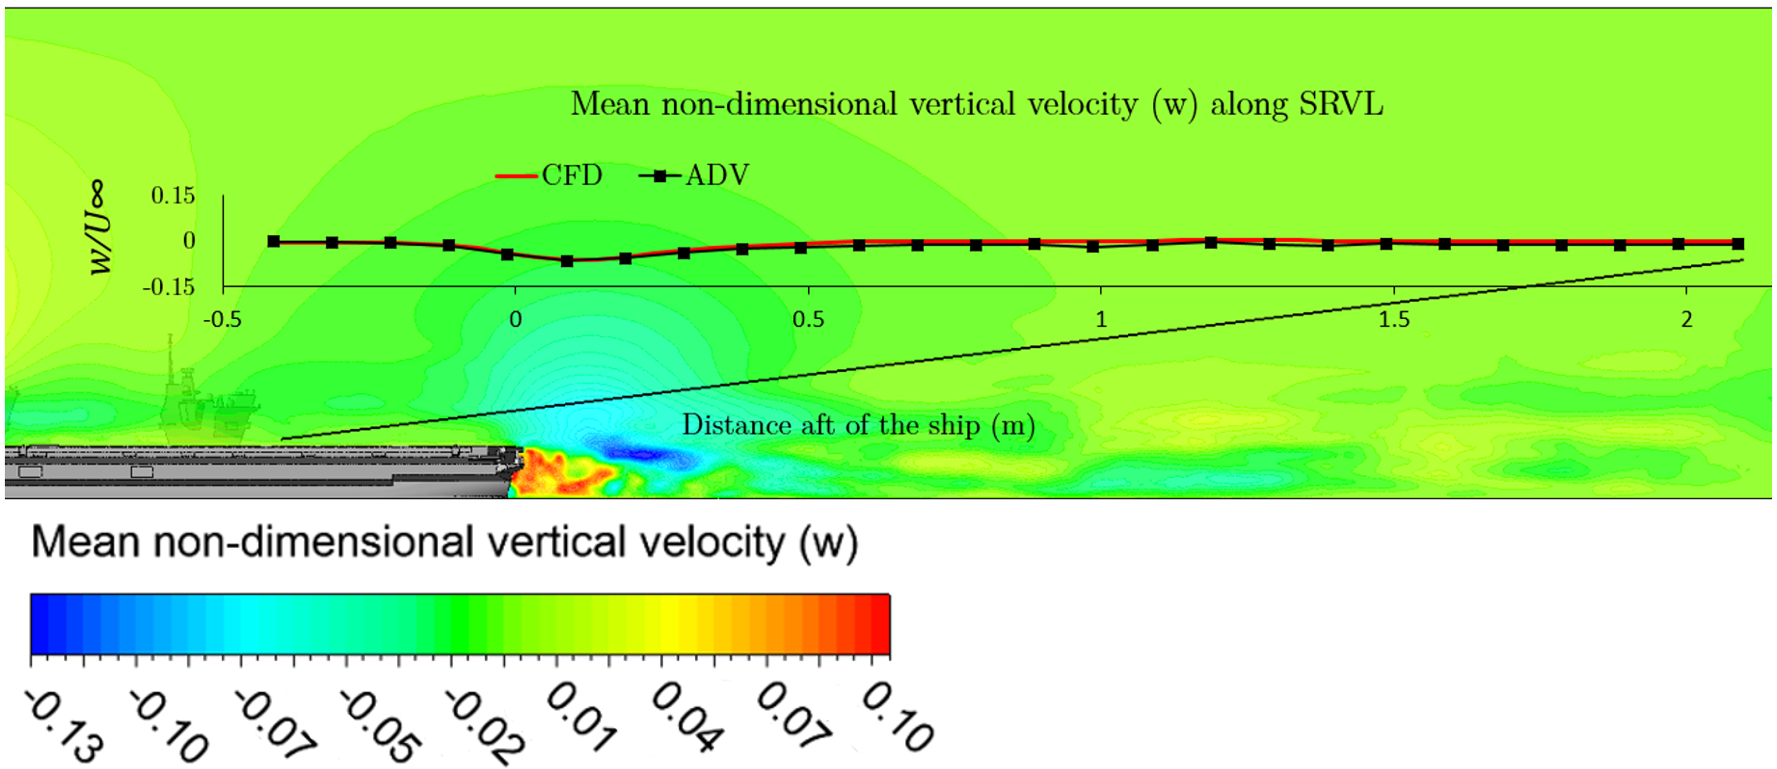 Mean non-dimensional vertical velocity (w) along SRVL
CFD ADV
w/U∞
0.15
0
-0.15
-0.5 0 0.5 1 1.5 2
Distance aft of the ship (m)
Mean non-dimensional vertical velocity (w)
-0.13 -0.10 -0.07 -0.05 -0.02 0.01 0.04 0.07 0.10